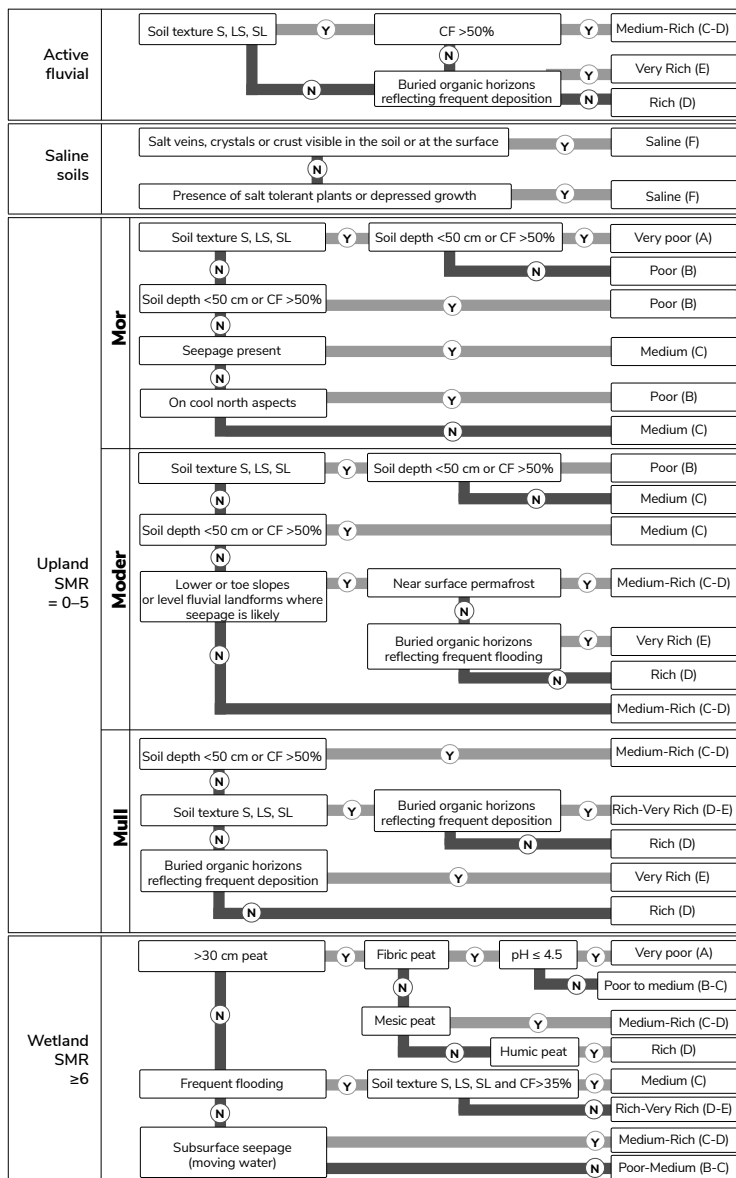 Active
fluvial
Soil texture S, LS, SL
Y
CF >50%
Y
Medium-Rich (C-D)
N
N
Buried organic horizons
reflecting frequent deposition
Y
Very Rich (E)
N
Rich (D)
Saline
soils
Salt veins, crystals or crust visible in the soil or at the surface
Y
Saline (F)
N
Presence of salt tolerant plants or depressed growth
Y
Saline (F)
Upland
SMR
= 0–5
Mor
Soil texture S, LS, SL
Y
Soil depth <50 cm or CF >50%
Y
Very poor (A)
N
N
Poor (B)
Soil depth <50 cm or CF >50%
Y
Poor (B)
N
Seepage present
Y
Medium (C)
N
On cool north aspects
Y
Poor (B)
N
Medium (C)
Moder
Soil texture S, LS, SL
Y
Soil depth <50 cm or CF >50%
Poor (B)
N
N
Medium (C)
Soil depth <50 cm or CF >50%
Y
Medium (C)
N
Lower or toe slopes
or level fluvial landforms where
seepage is likely
Y
Near surface permafrost
Y
Medium-Rich (C-D)
N
N
Buried organic horizons
reflecting frequent flooding
Y
Very Rich (E)
N
Rich (D)
Medium-Rich (C-D)
Mull
Soil depth <50 cm or CF >50%
Y
Medium-Rich (C-D)
N
Soil texture S, LS, SL
Y
Buried organic horizons
reflecting frequent deposition
Y
Rich-Very Rich (D-E)
N
N
Rich (D)
Buried organic horizons
reflecting frequent deposition
Y
Very Rich (E)
N
Rich (D)
Wetland
SMR
≥6
>30 cm peat
Y
Fibric peat
Y
pH ≤ 4.5
Y
Very poor (A)
N
N
N
Poor to medium (B-C)
Mesic peat
Y
Medium-Rich (C-D)
N
Humic peat
Y
Rich (D)
Frequent flooding
Y
Soil texture S, LS, SL and CF>35%
Y
Medium (C)
N
N
Rich-Very Rich (D-E)
Subsurface seepage
(moving water)
Y
Medium-Rich (C-D)
N
Poor-Medium (B-C)